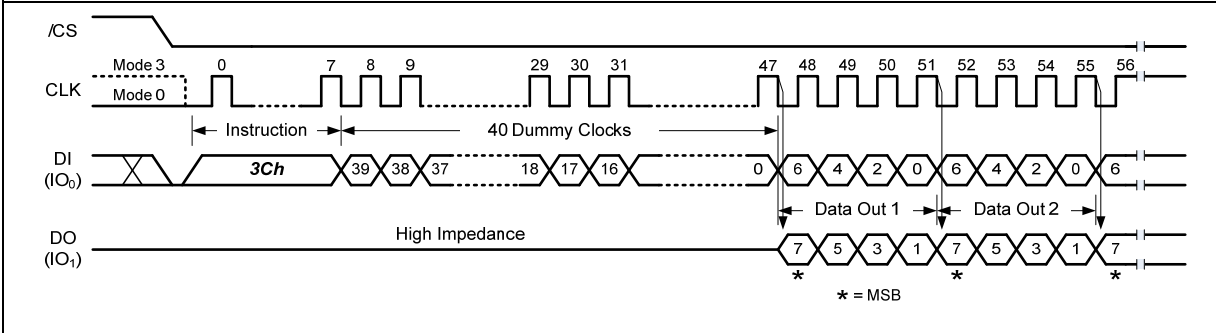 /CS
Mode 3 0 7 8 9 29 30 31 47 48 49 50 51 52 53 54 55 56
CLK
Mode 0
Instruction 40 Dummy Clocks
DI
(IO0) 3Ch 39 38 37 18 17 16 0 6 4 2 0 6 4 2 0 6
Data Out 1 Data Out 2
High Impedance
DO
(IO1) 7 5 3 1 7 5 3 1 7
* * *
* = MSB